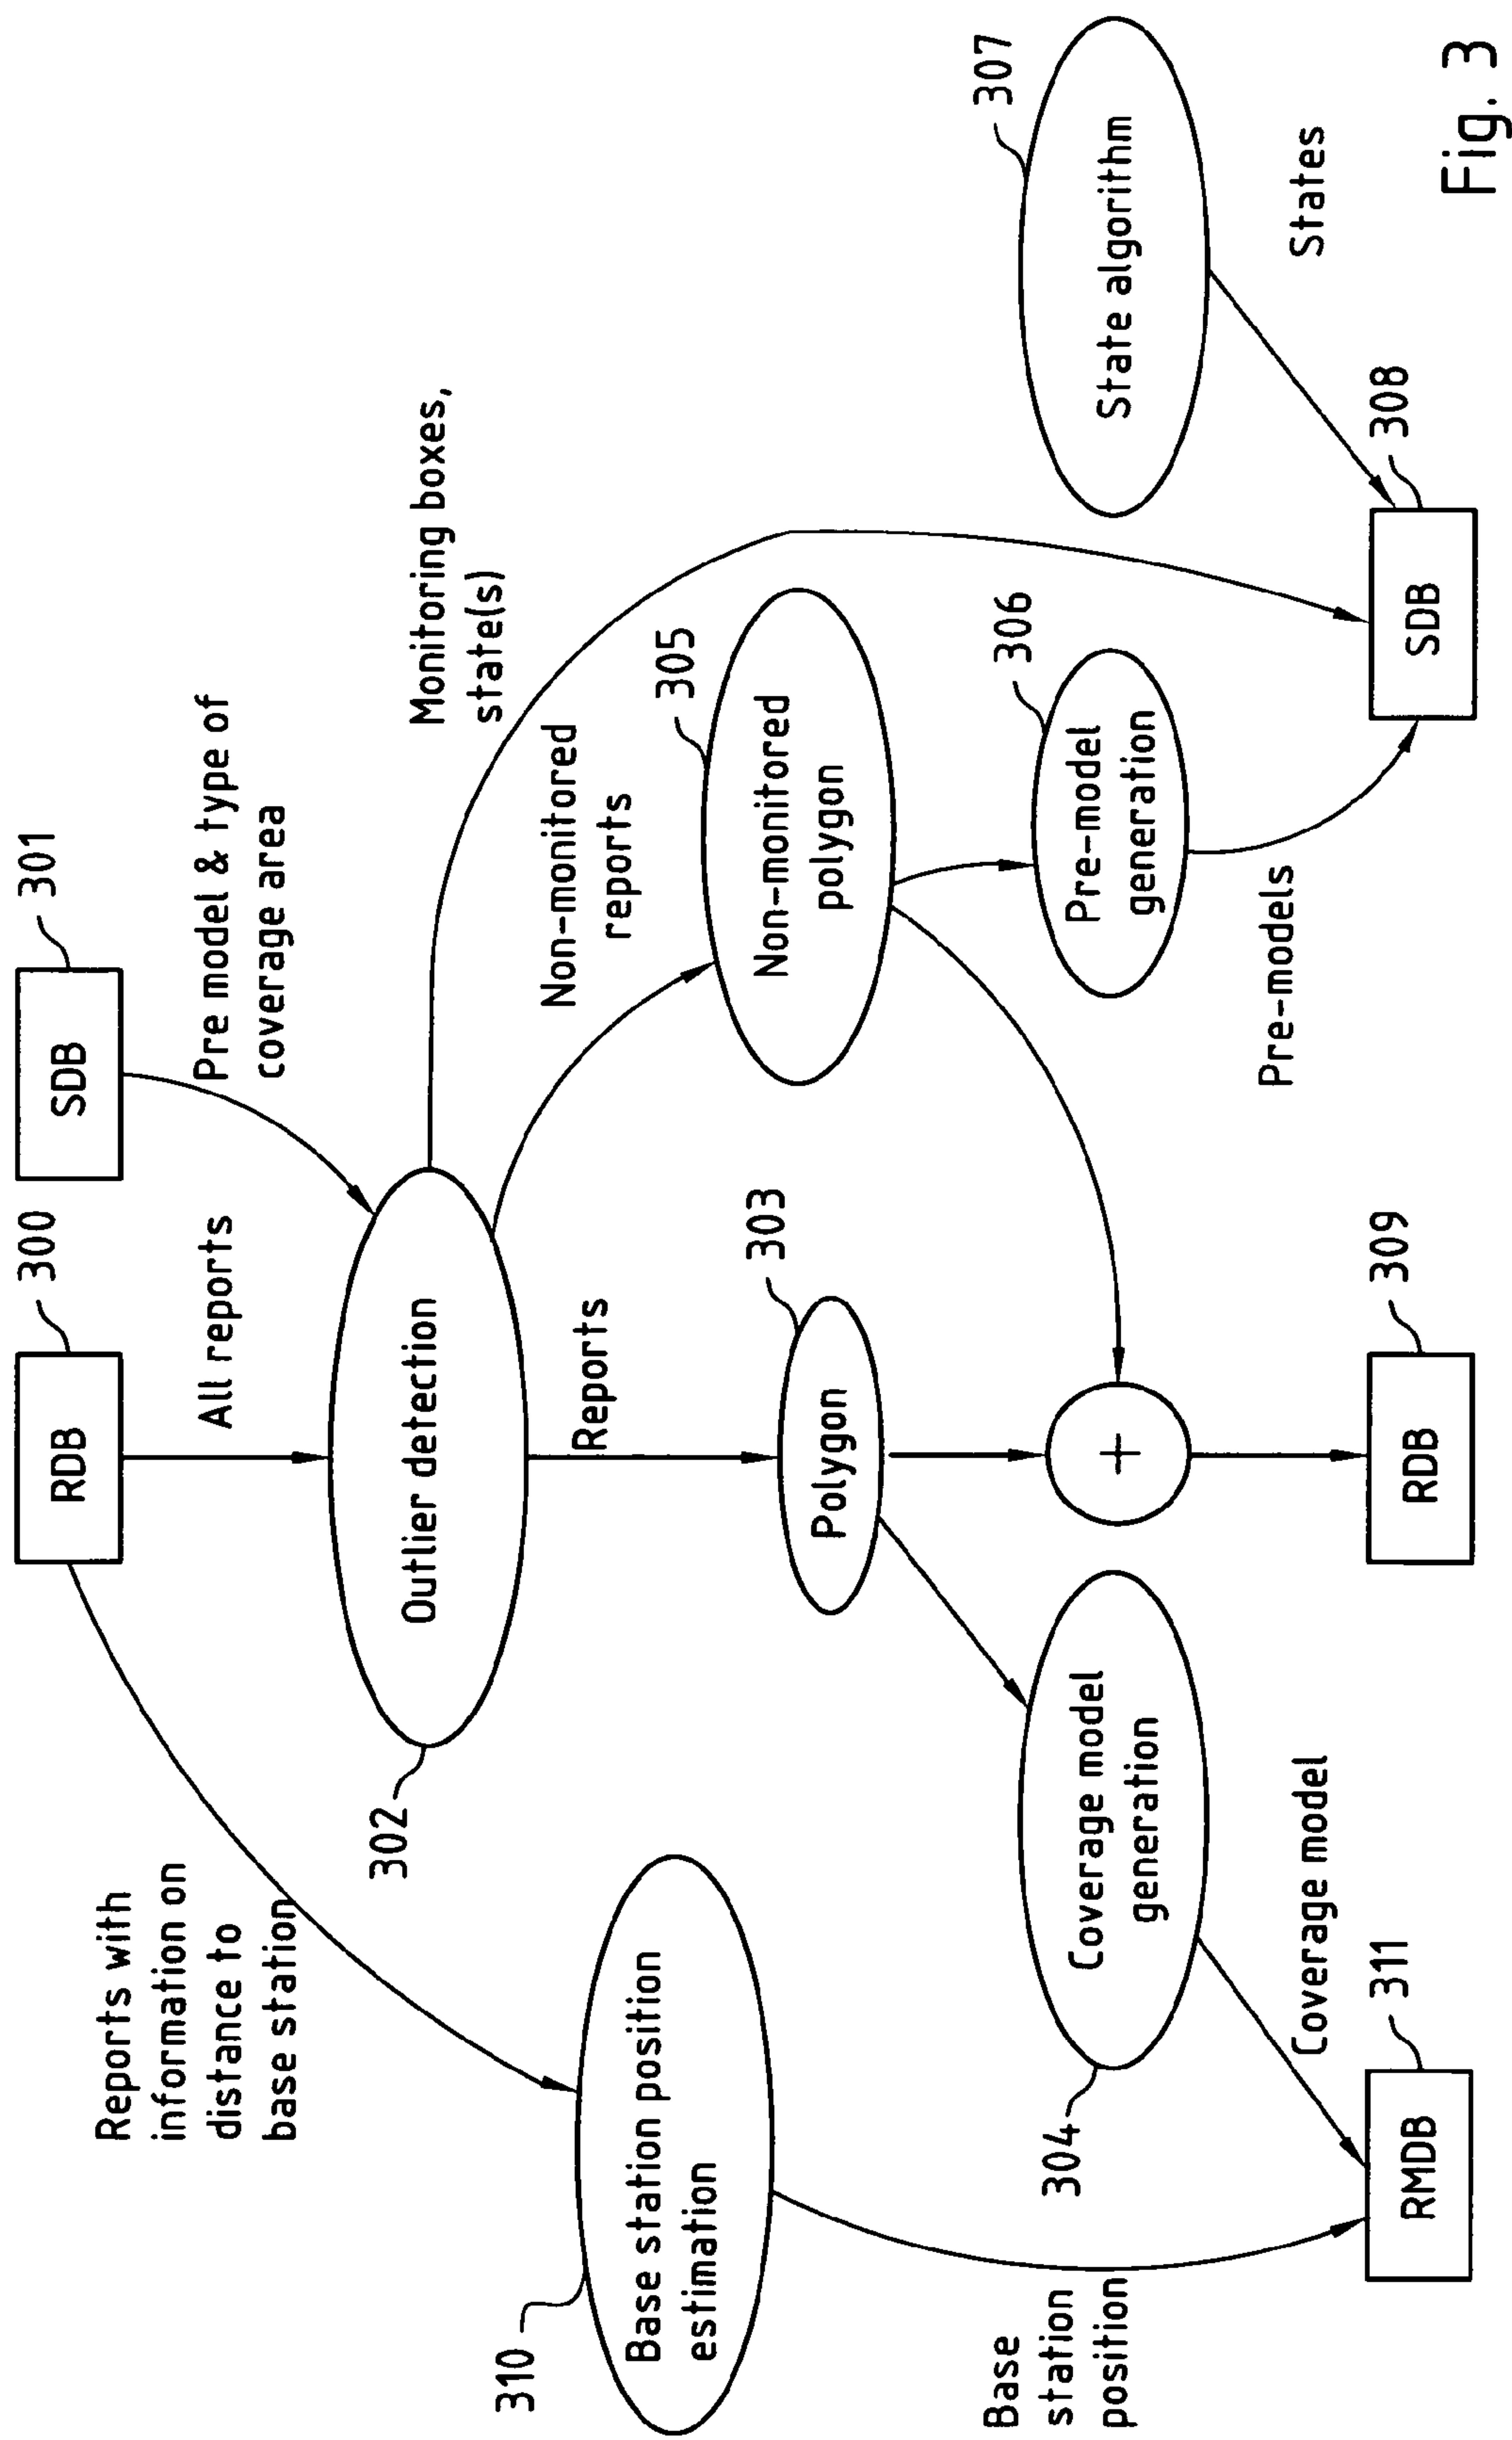 RDB
300
SDB
301
All reports
Pre model & type of
coverage area
Reports with
information on
distance to
base station
Outlier detection
302
Monitoring boxes,
state(s)
Reports
Non-monitored
reports
Base station position
estimation
310
Polygon
303
Non-monitored
polygon
305
Coverage model
generation
304
+
Pre-model
generation
306
State algorithm
307
Base
station
position
Coverage model
Pre-models
States
RMDB
311
RDB
309
SDB
308
Fig. 3